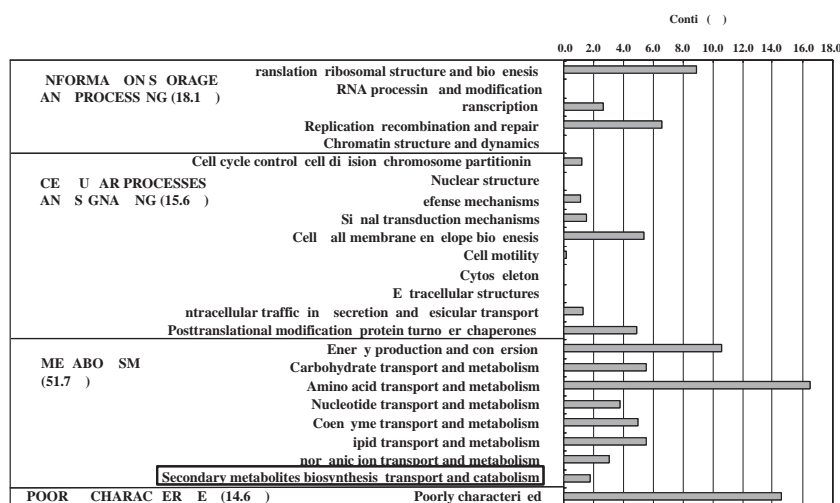 Conti ( )
0.0 2.0 4.0 6.0 8.0 10.0 12.0 14.0 16.0 18.0
NFORMA ON S ORAGE
AN PROCESS NG (18.1 )
ranslation ribosomal structure and bio enesis
RNA processin and modification
ranscription
Replication recombination and repair
Chromatin structure and dynamics
CE U AR PROCESSES
AN S GNA NG (15.6 )
Cell cycle control cell di ision chromosome partitionin
Nuclear structure
efense mechanisms
Si nal transduction mechanisms
Cell all membrane en elope bio enesis
Cell motility
Cytos eleton
E tracellular structures
ntracellular traffic in secretion and esicular transport
Posttranslational modification protein turno er chaperones
ME ABO SM
(51.7 )
Ener y production and con ersion
Carbohydrate transport and metabolism
Amino acid transport and metabolism
Nucleotide transport and metabolism
Coen yme transport and metabolism
ipid transport and metabolism
nor anic ion transport and metabolism
Secondary metabolites biosynthesis transport and catabolism
POOR CHARAC ER E (14.6 )
Poorly characteri ed